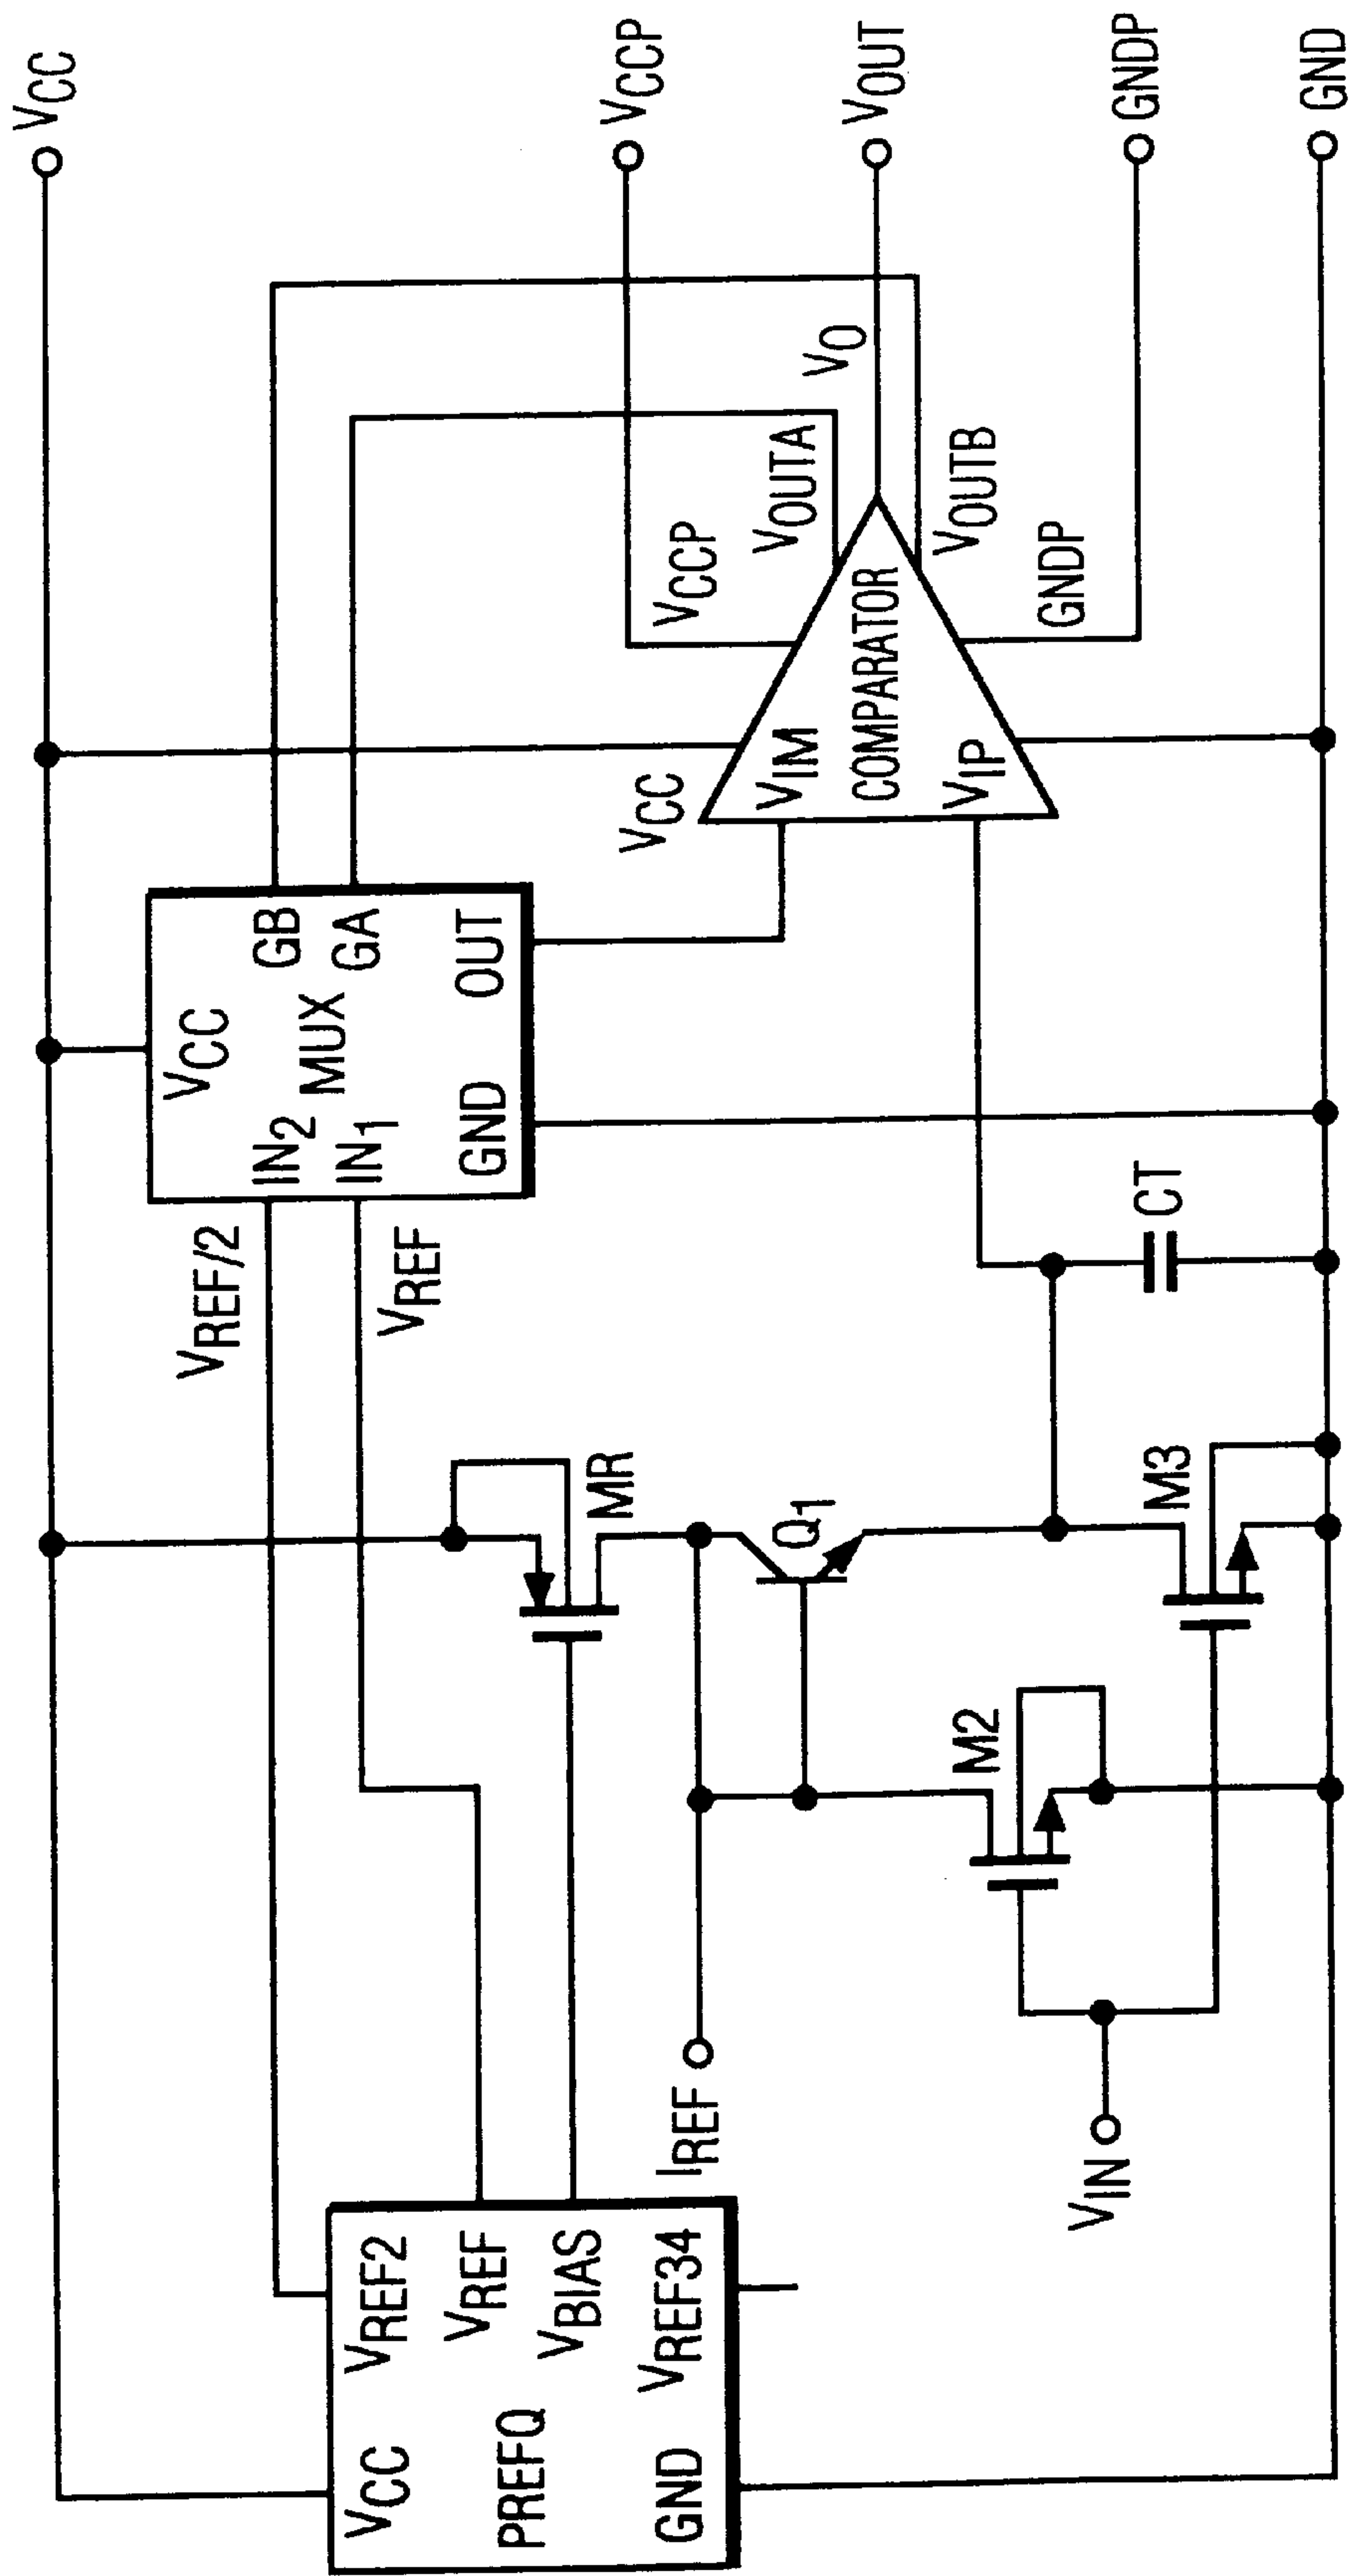 VCC
VCCP
VOUT
GNDP
GND
VCC
GB
MUX
GA
IN2
IN1
OUT
GND
VREF/2
VREF
VCC
VCCP
VOUTA
VO
VIM
COMPARATOR
VIP
VOUTB
GNDP
MR
Q1
CT
M2
M3
IREF
VIN
VCC
VREF2
VREF
PREFQ
VBIAS
GND
VREF34